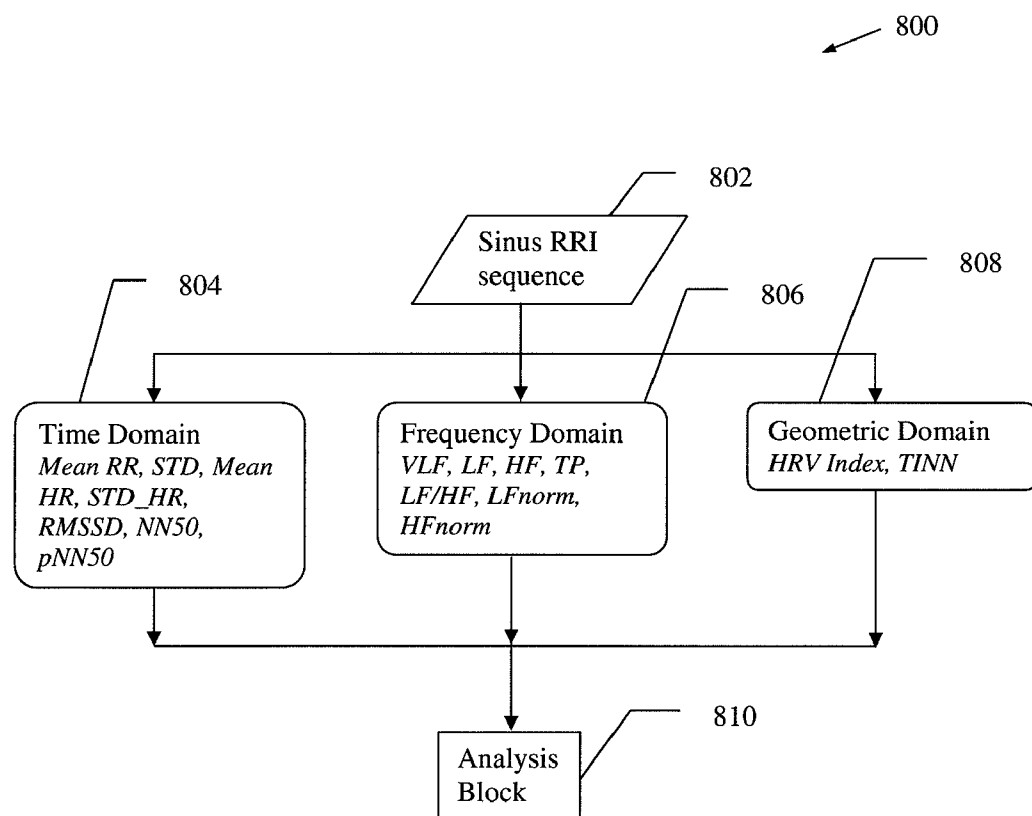 800
802
Sinus RRI
sequence
804
806
808
Time Domain
Mean RR, STD, Mean
HR, STD_HR,
RMSSD, NN50,
pNN50
Frequency Domain
VLF, LF, HF, TP,
LF/HF, LFnorm,
HFnorm
Geometric Domain
HRV Index, TINN
810
Analysis
Block